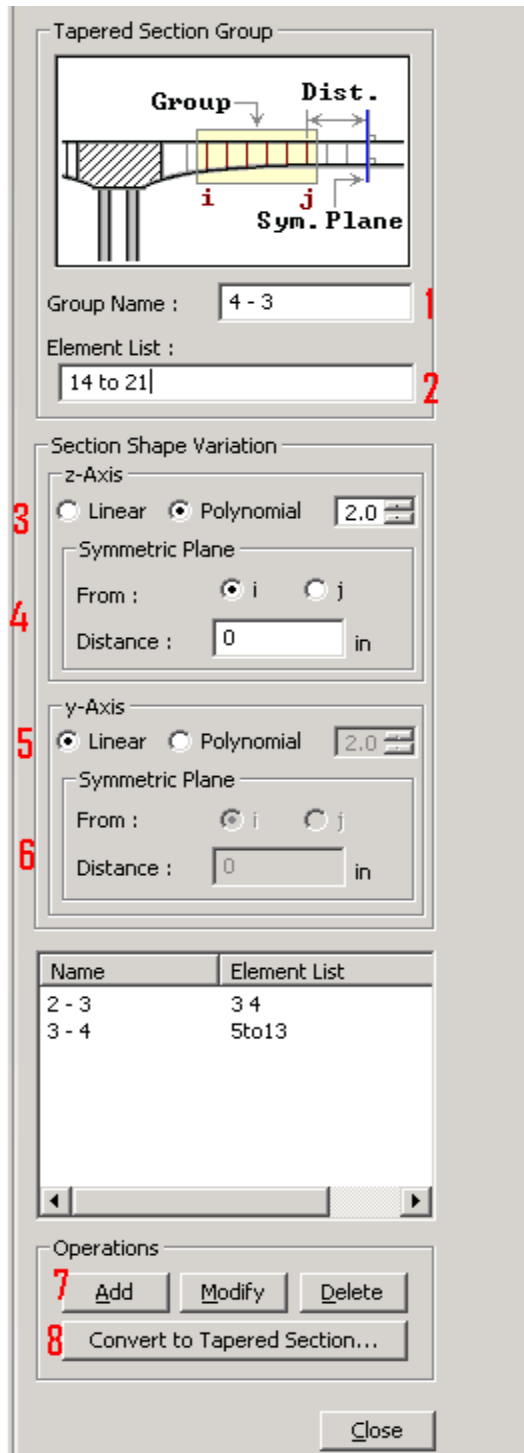 Tapered Section Group
Group
Dist.
i
j
Sym. Plane
Group Name : 4 - 3 1
Element List :
14 to 21 2
Section Shape Variation
z-Axis
3 Linear Polynomial 2.0
Symmetric Plane
4 From : i j
Distance : 0 in
y-Axis
5 Linear Polynomial 2.0
Symmetric Plane
6 From : i j
Distance : 0 in
Name Element List
2 - 3 3 4
3 - 4 5to13
Operations
7 Add Modify Delete
8 Convert to Tapered Section...
Close